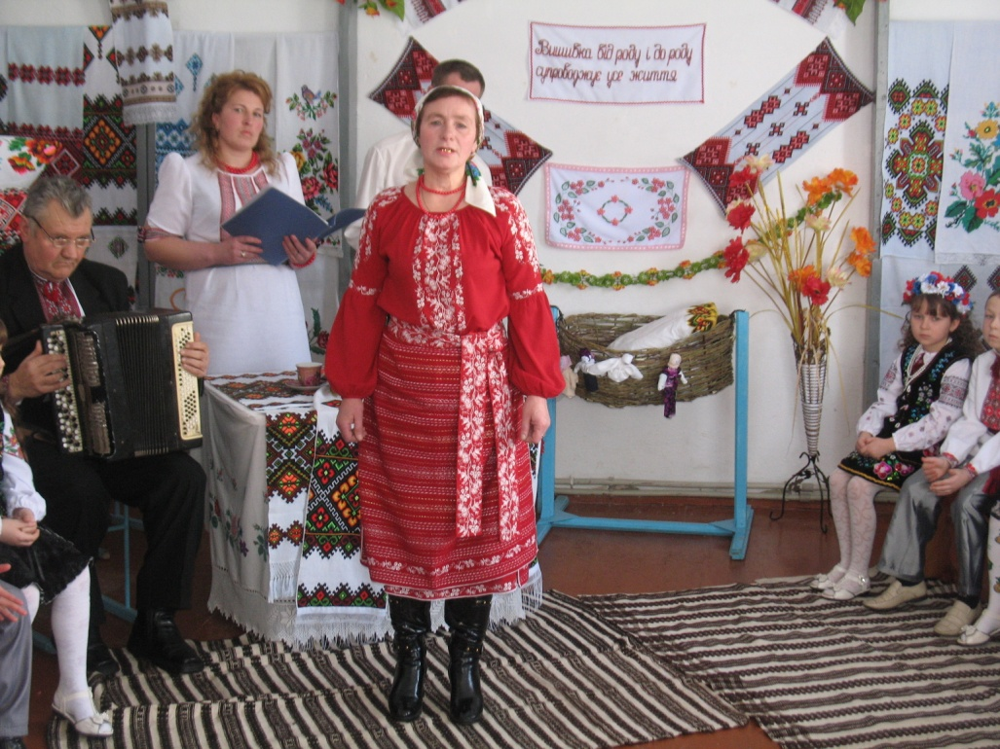 Вишивка від роду і до роду
супроводжує усе життя